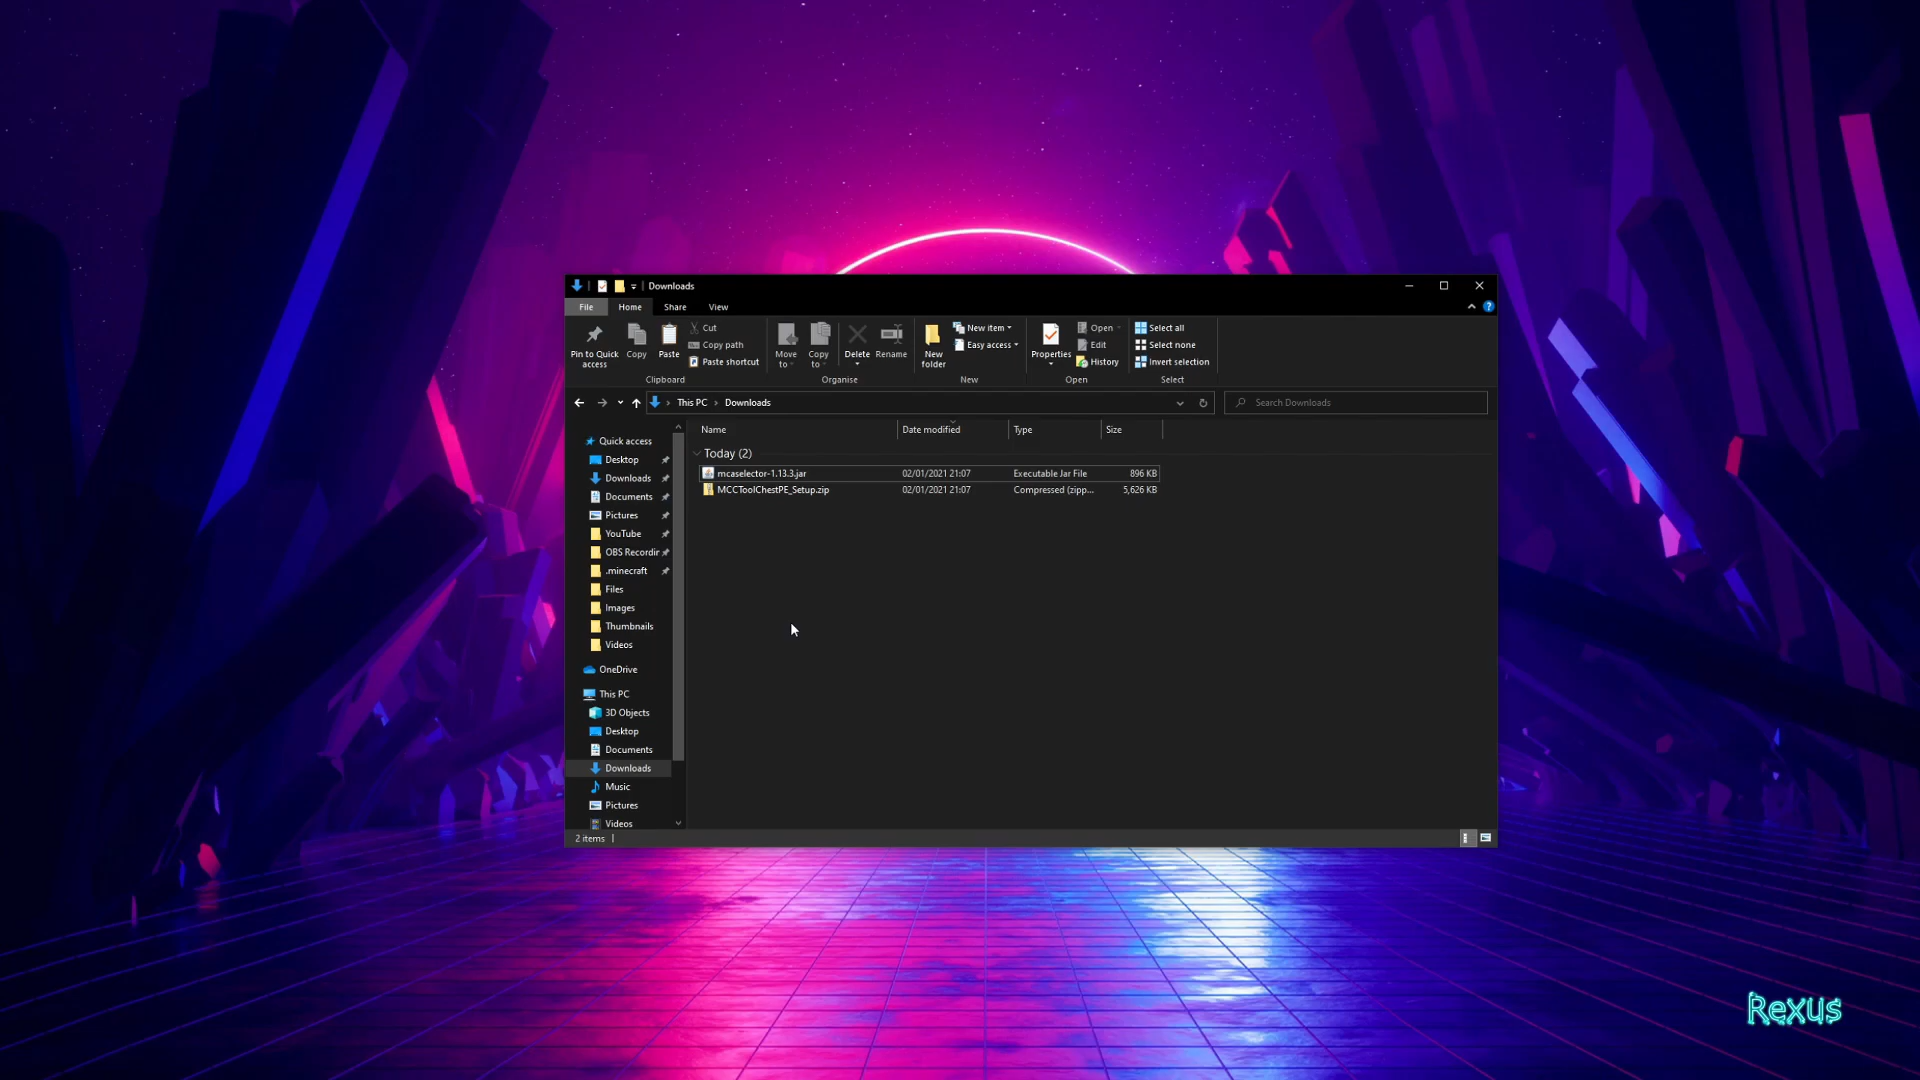 Downloads
File Home Share View
Pin to Quick access
Copy
Paste
Cut
Copy path
Paste shortcut
Clipboard
Move to
Copy to
Delete
Rename
Organise
New folder
New item
Easy access
New
Properties
Open
Edit
History
Open
Select all
Select none
Invert selection
Select
This PC > Downloads
Search Downloads
Name Date modified Type Size
Today (2)
mcaselector-1.13.3.jar 02/01/2021 21:07 Executable Jar File 896 KB
MCCToolChestPE_Setup.zip 02/01/2021 21:07 Compressed (zipp... 5,626 KB
Quick access
Desktop
Downloads
Documents
Pictures
YouTube
OBS Recordin
.minecraft
Files
Images
Thumbnails
Videos
OneDrive
This PC
3D Objects
Desktop
Documents
Downloads
Music
Pictures
Videos
2 items
Rexus